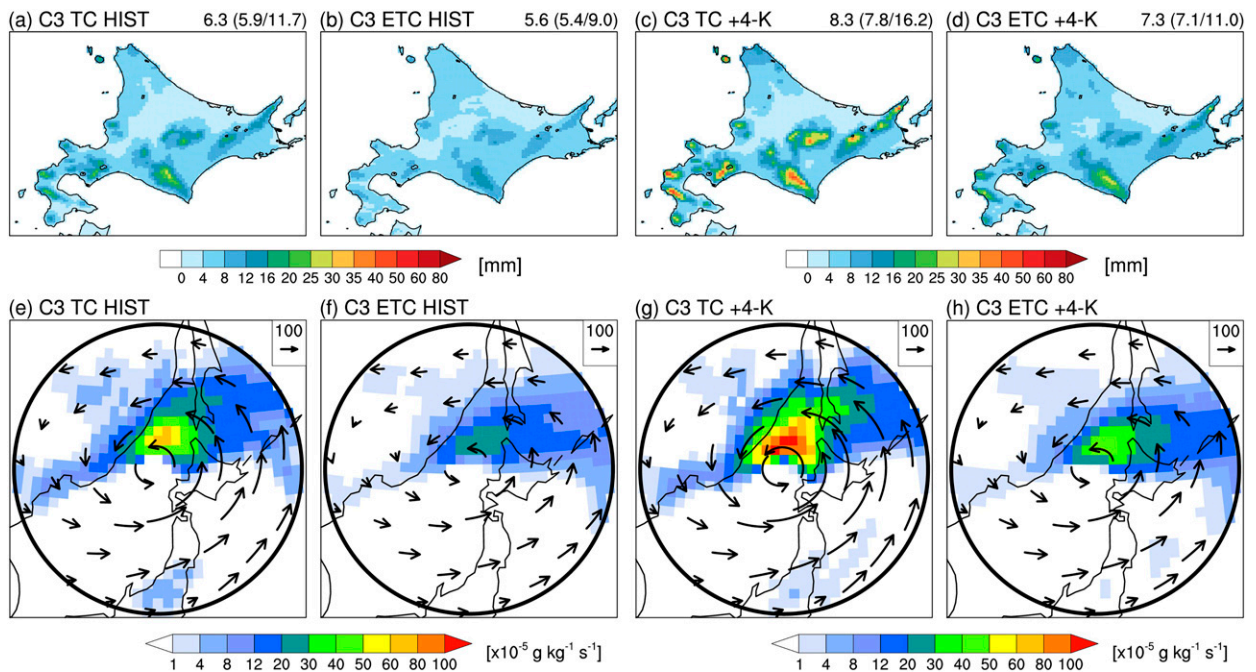 (a) C3 TC HIST 6.3 (5.9/11.7)
(b) C3 ETC HIST 5.6 (5.4/9.0)
(c) C3 TC +4-K 8.3 (7.8/16.2)
(d) C3 ETC +4-K 7.3 (7.1/11.0)
0 4 8 12 16 20 25 30 35 40 50 60 80 [mm]
0 4 8 12 16 20 25 30 35 40 50 60 80 [mm]
(e) C3 TC HIST
(f) C3 ETC HIST
(g) C3 TC +4-K
(h) C3 ETC +4-K
100
100
100
100
1 4 8 12 20 30 40 50 60 80 100 [x10⁻⁵ g kg⁻¹ s⁻¹]
1 4 8 12 20 30 40 50 60 80 100 [x10⁻⁵ g kg⁻¹ s⁻¹]